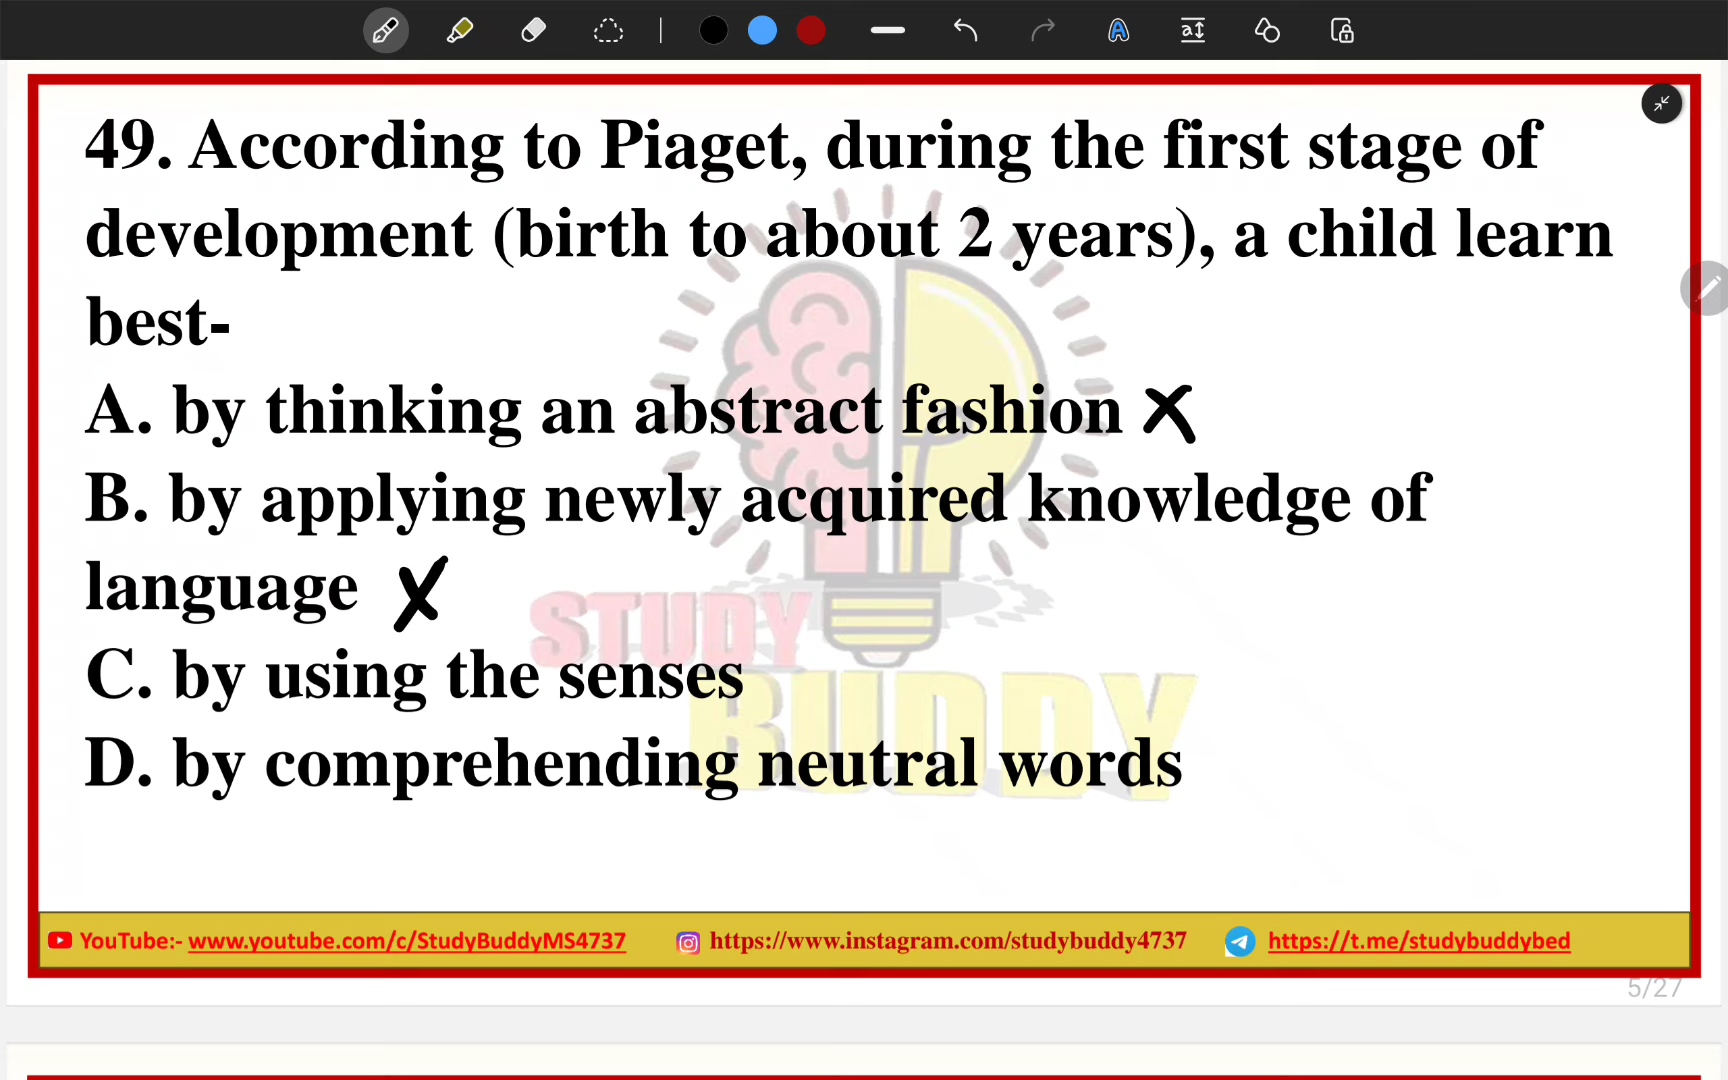 49. According to Piaget, during the first stage of
development (birth to about 2 years), a child learn
best-
A. by thinking an abstract fashion X
B. by applying newly acquired knowledge of
language X
C. by using the senses
D. by comprehending neutral words
STUDY
BUDDY
YouTube:- www.youtube.com/c/StudyBuddyMS4737 https://www.instagram.com/studybuddy4737 https://t.me/studybuddybed
5/27